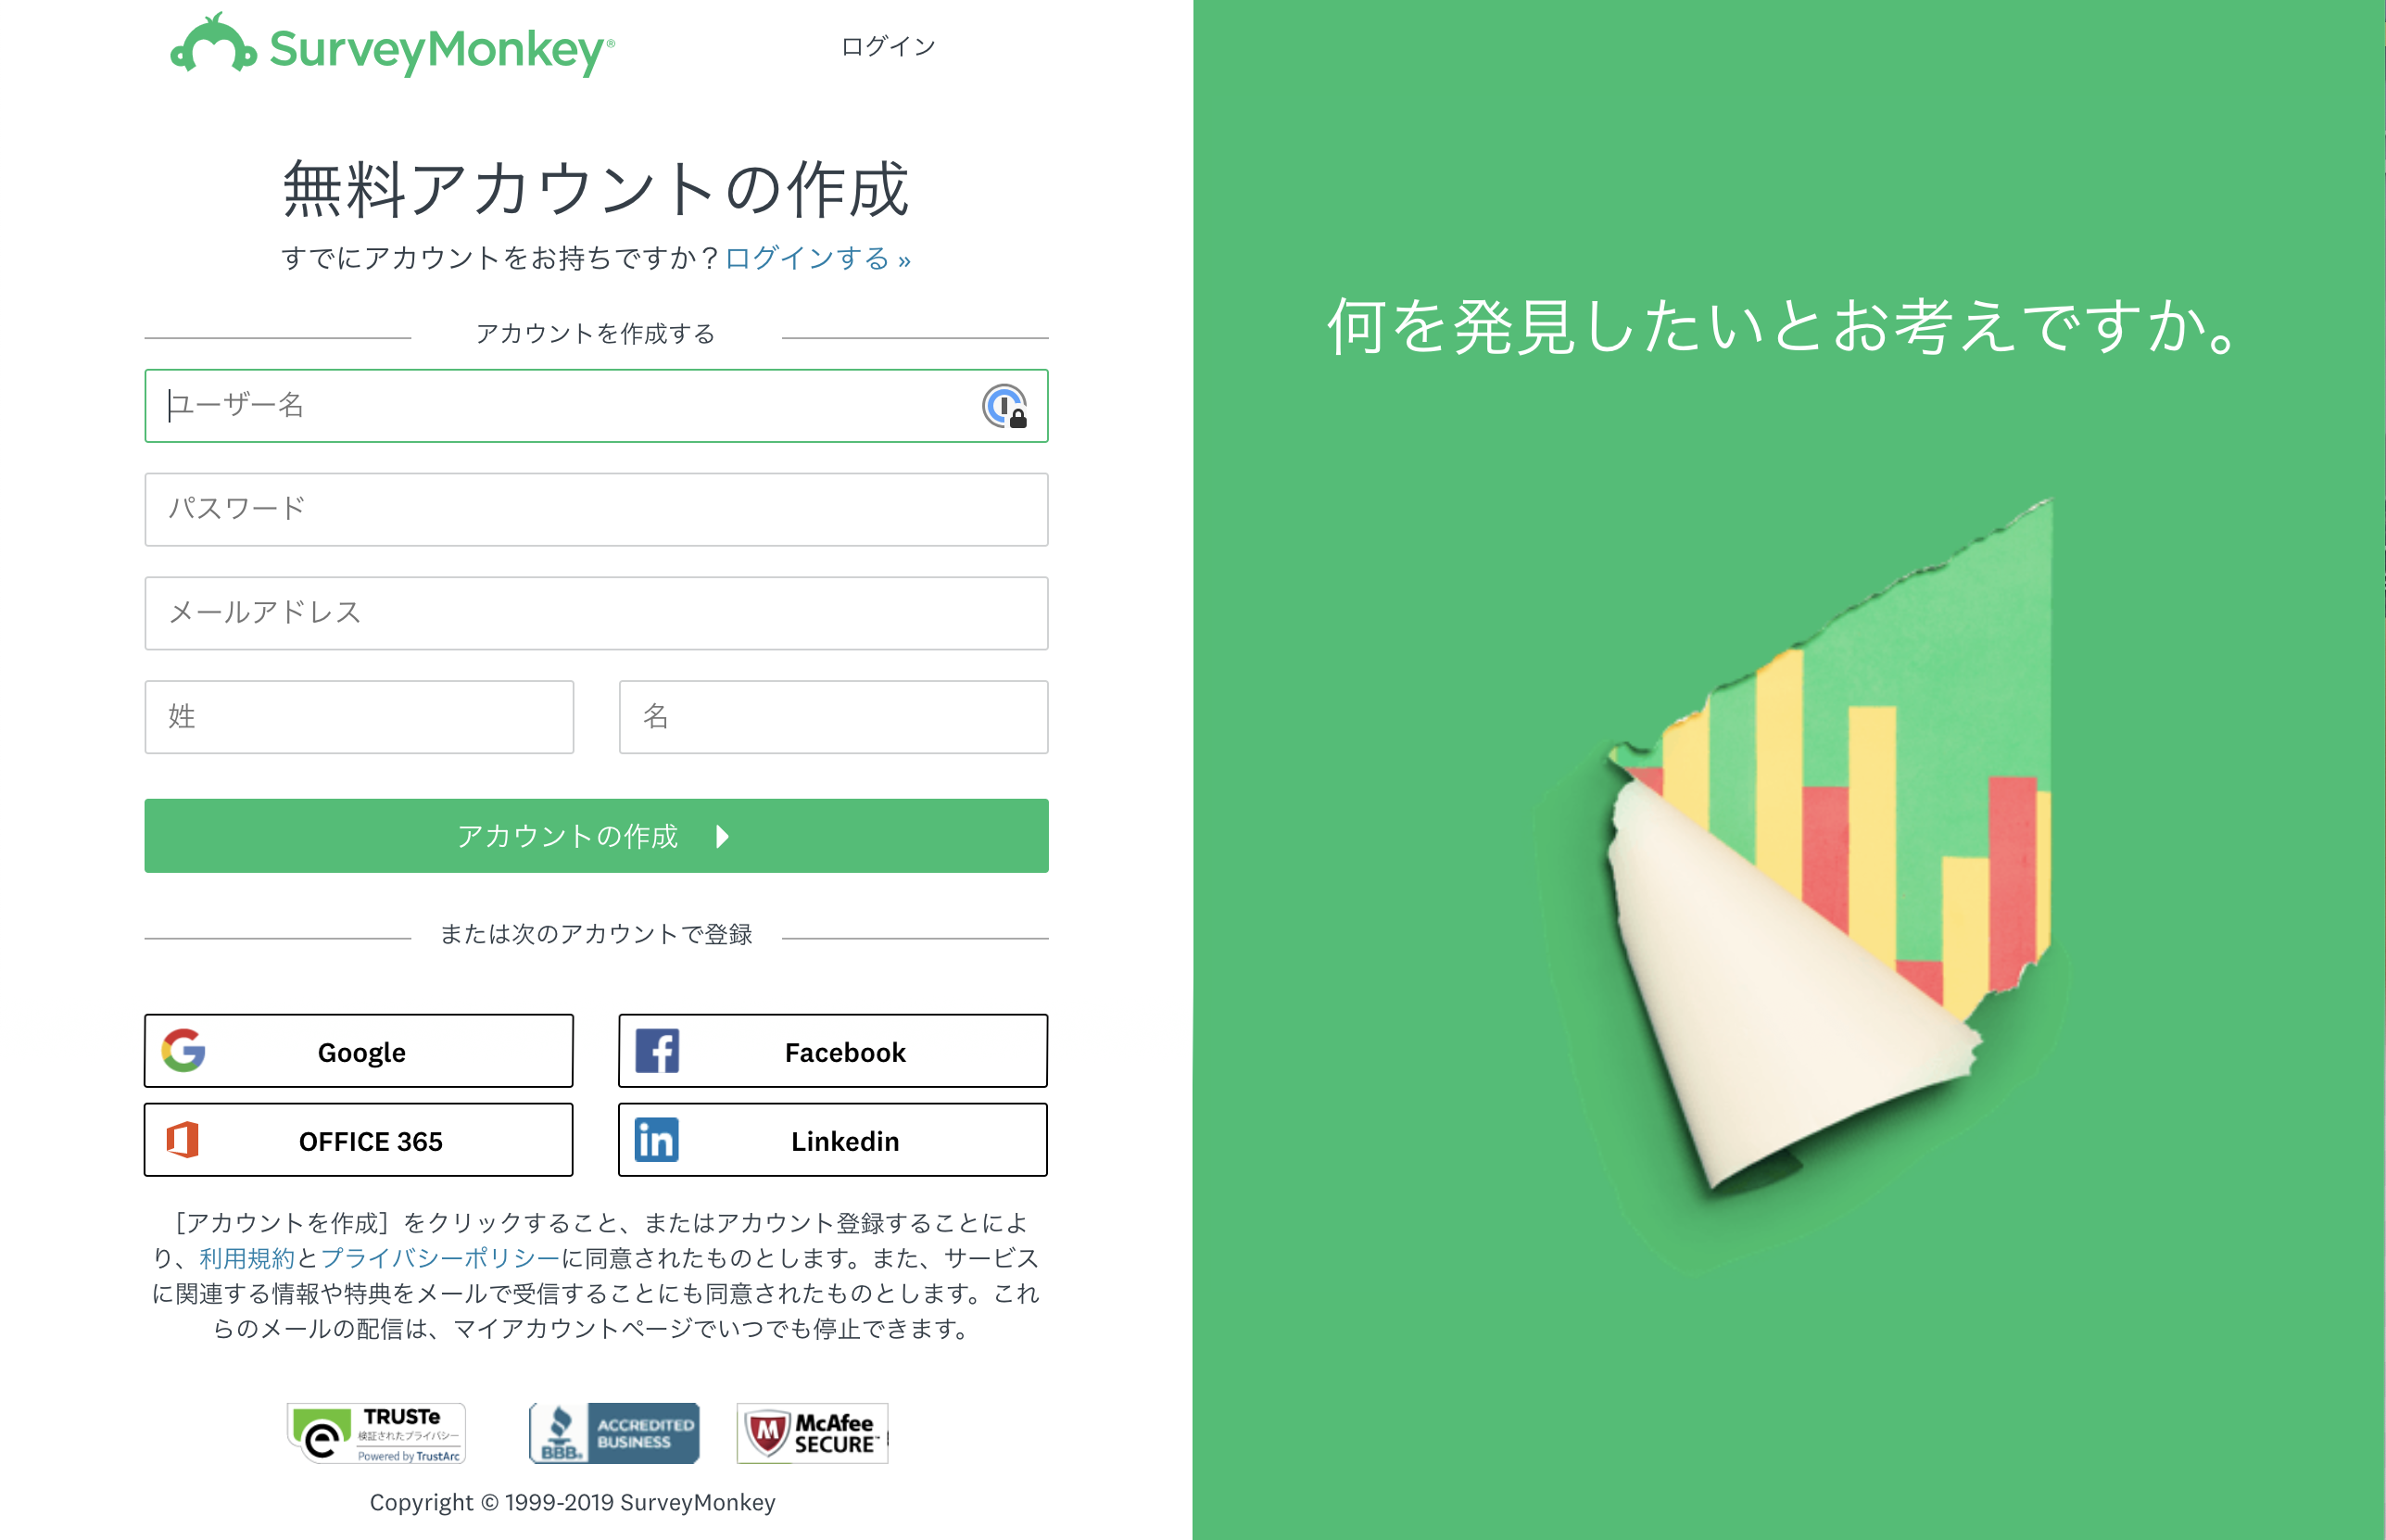 SurveyMonkey®
ログイン
無料アカウントの作成
すでにアカウントをお持ちですか？ログインする »
アカウントを作成する
ユーザー名
パスワード
メールアドレス
姓
名
アカウントの作成
または次のアカウントで登録
Google
Facebook
OFFICE 365
Linkedin
［アカウントを作成］をクリックすること、またはアカウント登録することによ
り、利用規約とプライバシーポリシーに同意されたものとします。また、サービス
に関連する情報や特典をメールで受信することにも同意されたものとします。これ
らのメールの配信は、マイアカウントページでいつでも停止できます。
TRUSTe
検証されたプライバシー
Powered by TrustArc
BBB.
ACCREDITED
BUSINESS
McAfee
SECURE™
Copyright © 1999-2019 SurveyMonkey
何を発見したいとお考えですか。